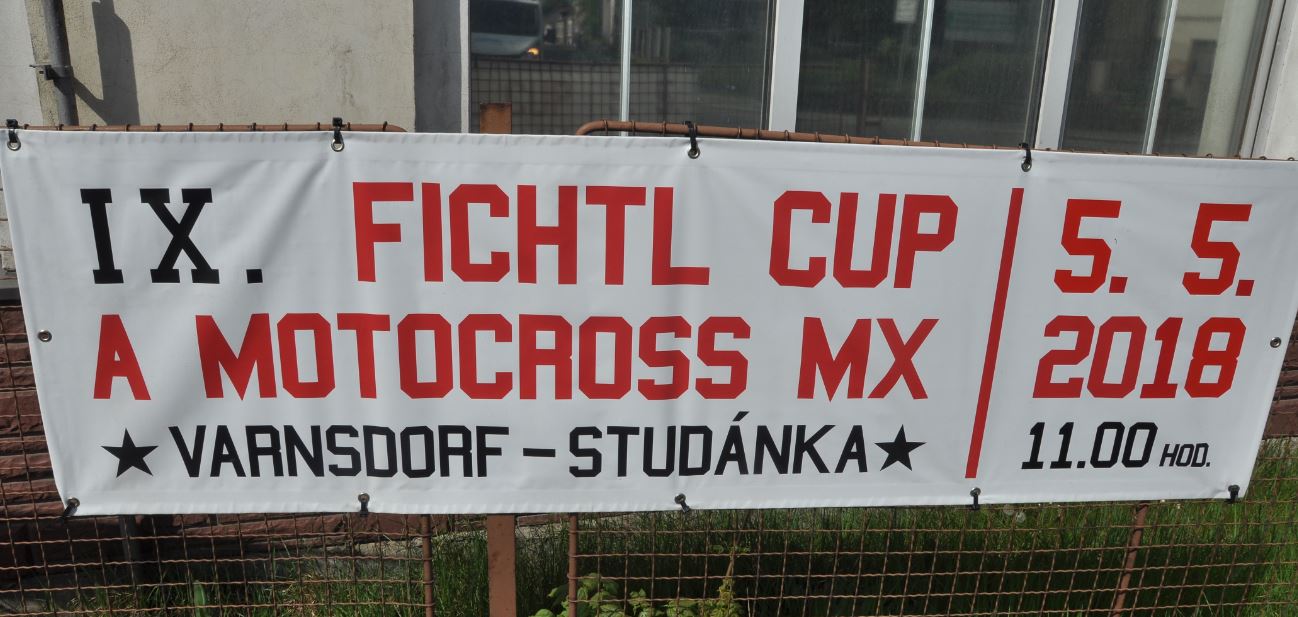 IX. FICHTL CUP
A MOTOCROSS MX
★ VARNSDORF – STUDÁNKA ★
5. 5.
2018
11.00 HOD.